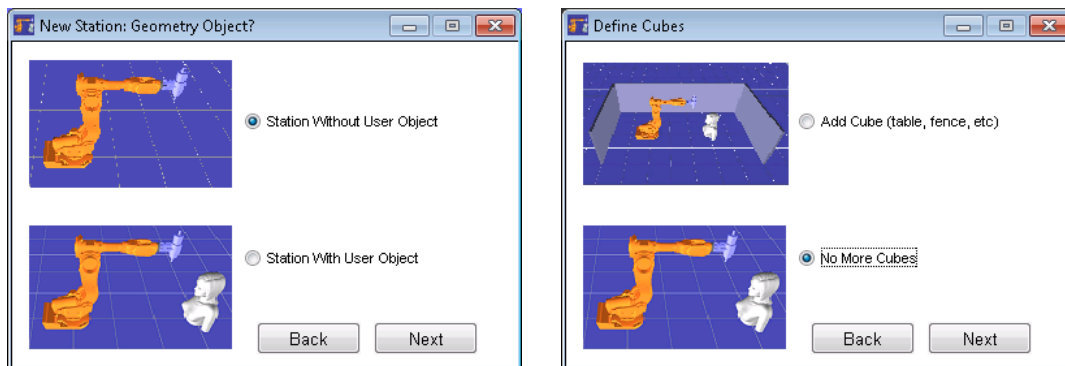 New Station: Geometry Object?
Station Without User Object
Station With User Object
Back Next
Define Cubes
Add Cube (table, fence, etc)
No More Cubes
Back Next